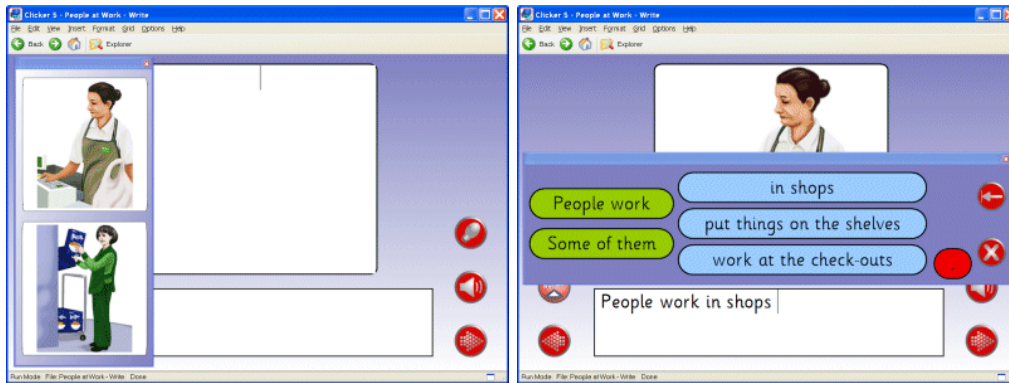 Clicker 5 - People at Work - Write
File Edit View Insert Format Grid Options Help
Back Explorer
Run Mode File: People at Work - Write Done
Clicker 5 - People at Work - Write
File Edit View Insert Format Grid Options Help
Back Explorer
People work
Some of them
in shops
put things on the shelves
work at the check-outs
.
People work in shops
Run Mode File: People at Work - Write Done